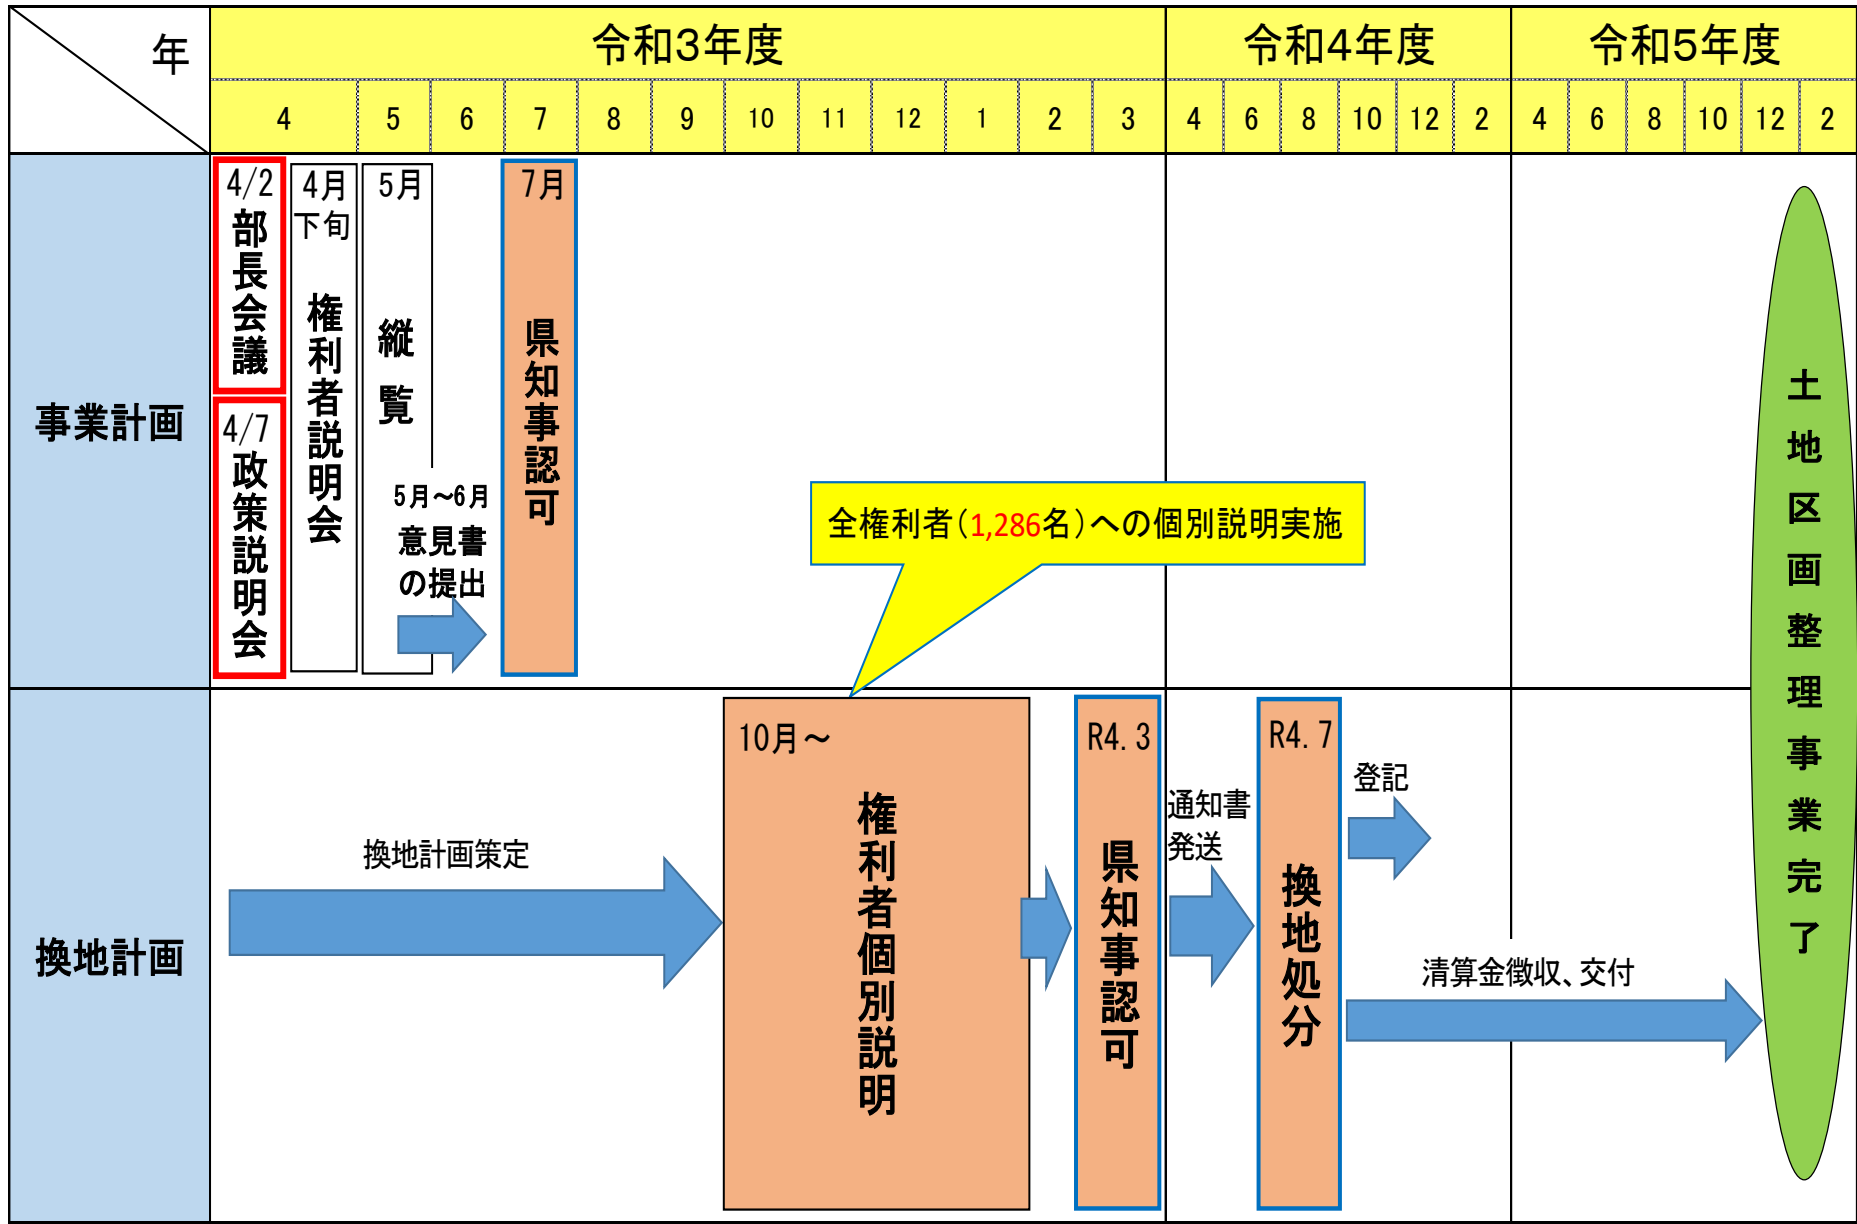 年
令和3年度
令和4年度
令和5年度
4 5 6 7 8 9 10 11 12 1 2 3 4 6 8 10 12 2 4 6 8 10 12 2
事業計画
4/2
部長会議
4/7
政策説明会
4月
下旬
権利者説明会
5月
縦覧
5月～6月
意見書
の提出
7月
県知事認可
全権利者(1,286名)への個別説明実施
土地区画整理事業完了
換地計画
換地計画策定
10月～
権利者個別説明
R4.3
県知事認可
通知書
発送
R4.7
換地処分
登記
清算金徴収、交付